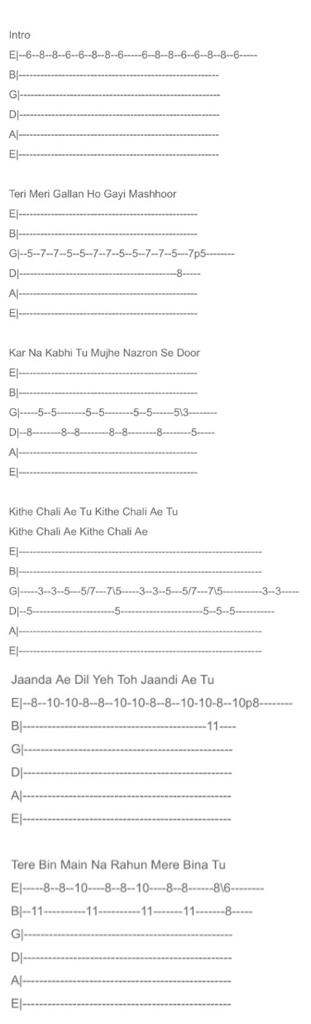 Intro
E|--6--8--8--6--6--8--8--6-----6--8--8--6--6--8--8--6-----
B|--------------------------------------------------------
G|--------------------------------------------------------
D|--------------------------------------------------------
A|--------------------------------------------------------
E|--------------------------------------------------------
Teri Meri Gallan Ho Gayi Mashhoor
E|--------------------------------------------------
B|--------------------------------------------------
G|--5--7--7--5--5--7--7--5--5--7--7--5---7p5--------
D|--------------------------------------------8-----
A|--------------------------------------------------
E|--------------------------------------------------
Kar Na Kabhi Tu Mujhe Nazron Se Door
E|--------------------------------------------------
B|--------------------------------------------------
G|-----5--5--------5--5--------5--5------5\3--------
D|--8--------8--8--------8--8--------8--------5-----
A|--------------------------------------------------
E|--------------------------------------------------
Kithe Chali Ae Tu Kithe Chali Ae Tu
Kithe Chali Ae Kithe Chali Ae
E|--------------------------------------------------------------------
B|--------------------------------------------------------------------
G|-----3--3--5---5/7---7\5-----3--3--5---5/7---7\5-----------3--3-----
D|--5-----------------------5-----------------------5--5--5-----------
A|--------------------------------------------------------------------
E|--------------------------------------------------------------------
Jaanda Ae Dil Yeh Toh Jaandi Ae Tu
E|--8--10-10-8--8--10-10-8--8--10-10-8--10p8--------
B|---------------------------------------------11----
G|--------------------------------------------------
D|--------------------------------------------------
A|--------------------------------------------------
E|--------------------------------------------------
Tere Bin Main Na Rahun Mere Bina Tu
E|-----8--8--10----8--8--10----8--8------8\6--------
B|--11-----------11-----------11-------11-------8-----
G|--------------------------------------------------
D|--------------------------------------------------
A|--------------------------------------------------
E|--------------------------------------------------